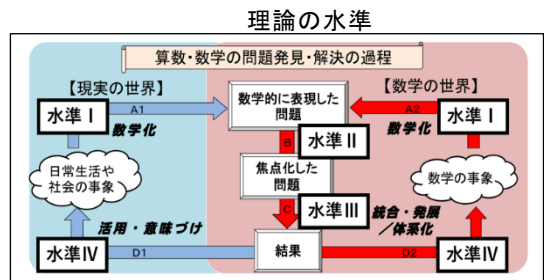 理論の水準
算数・数学の問題発見・解決の過程
【現実の世界】
【数学の世界】
水準Ⅰ
A1
数学化
数学的に表現した
問題
A2
数学化
水準Ⅰ
B
水準Ⅱ
日常生活や
社会の事象
焦点化した
問題
数学の事象
C
水準Ⅲ
活用・意味づけ
統合・発展
/体系化
水準Ⅳ
D1
結果
D2
水準Ⅳ